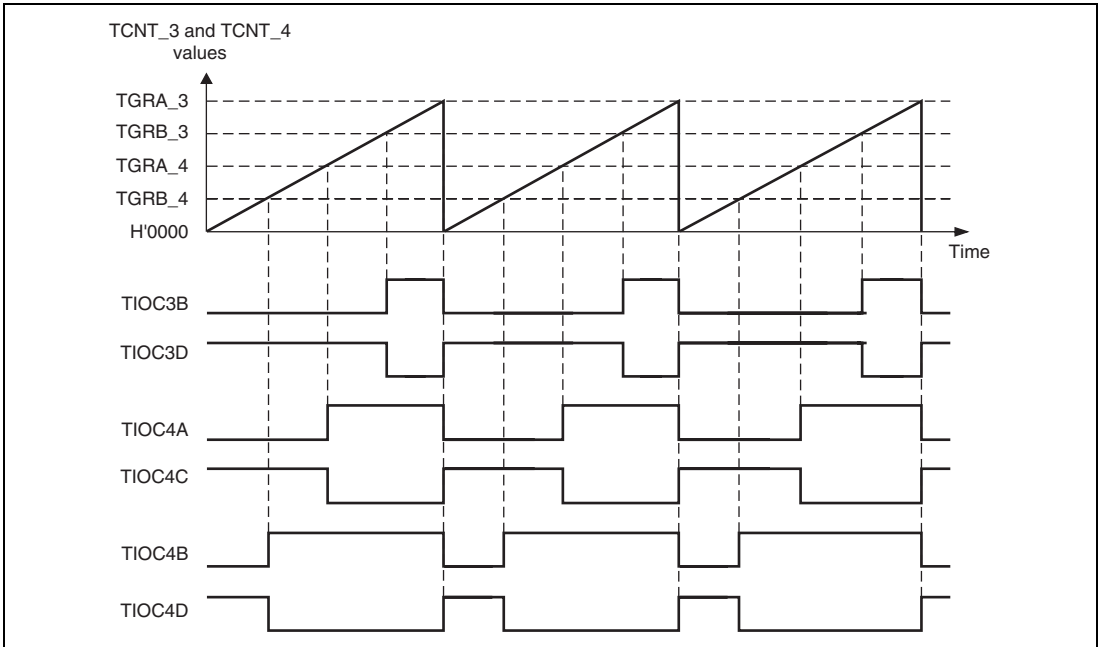 TCNT_3 and TCNT_4
values
TGRA_3
TGRB_3
TGRA_4
TGRB_4
H'0000
Time
TIOC3B
TIOC3D
TIOC4A
TIOC4C
TIOC4B
TIOC4D